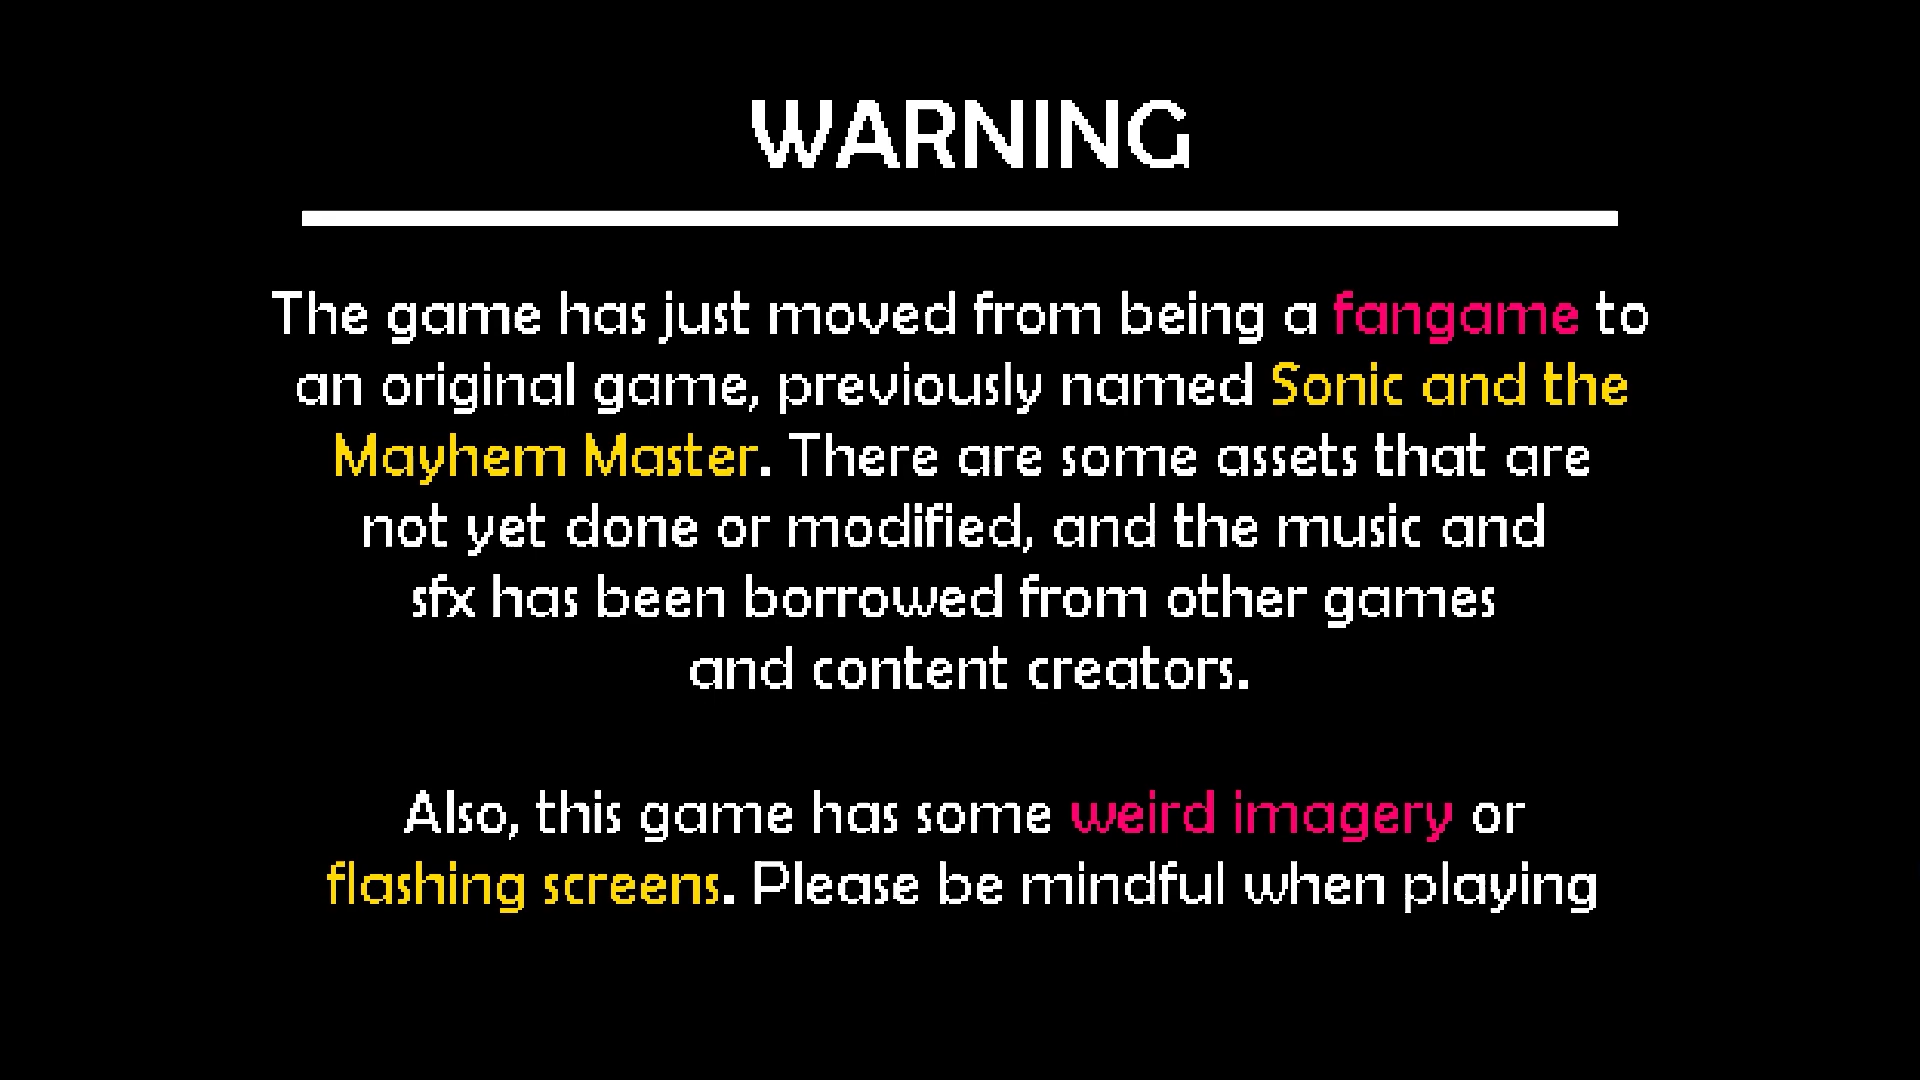 WARNING
The game has just moved from being a fangame to
an original game, previously named Sonic and the
Mayhem Master. There are some assets that are
not yet done or modified, and the music and
sfx has been borrowed from other games
and content creators.
Also, this game has some weird imagery or
flashing screens. Please be mindful when playing